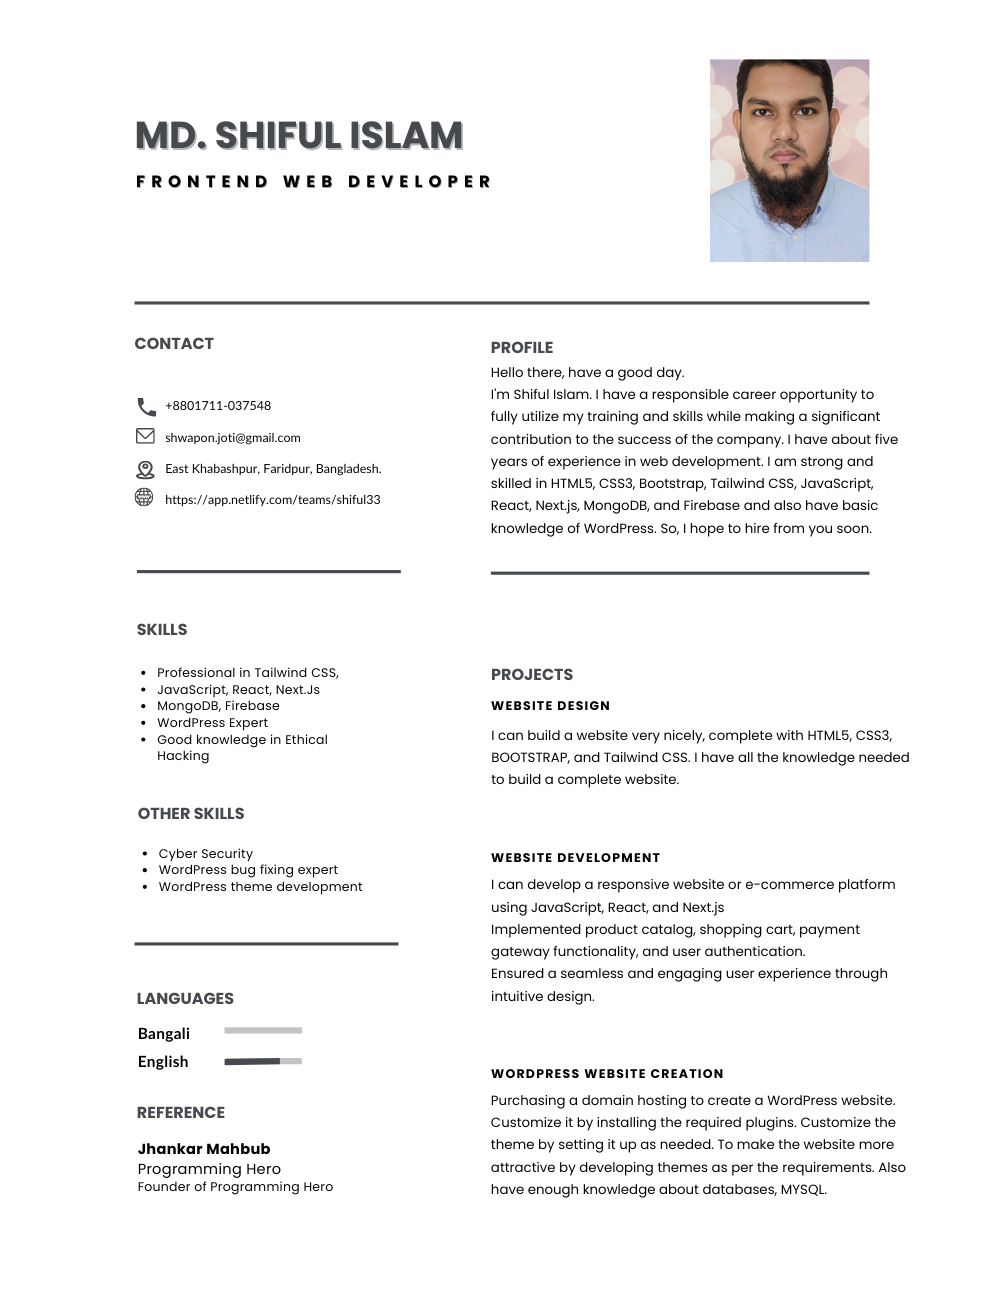 MD. SHIFUL ISLAM
FRONTEND WEB DEVELOPER
CONTACT
+8801711-037548
shwapon.joti@gmail.com
East Khabashpur, Faridpur, Bangladesh.
https://app.netlify.com/teams/shiful33
SKILLS
• Professional in Tailwind CSS,
• JavaScript, React, Next.Js
• MongoDB, Firebase
• WordPress Expert
• Good knowledge in Ethical
Hacking
OTHER SKILLS
• Cyber Security
• WordPress bug fixing expert
• WordPress theme development
LANGUAGES
Bangali
English
REFERENCE
Jhankar Mahbub
Programming Hero
Founder of Programming Hero
PROFILE
Hello there, have a good day.
I'm Shiful Islam. I have a responsible career opportunity to
fully utilize my training and skills while making a significant
contribution to the success of the company. I have about five
years of experience in web development. I am strong and
skilled in HTML5, CSS3, Bootstrap, Tailwind CSS, JavaScript,
React, Next.js, MongoDB, and Firebase and also have basic
knowledge of WordPress. So, I hope to hire from you soon.
PROJECTS
WEBSITE DESIGN
I can build a website very nicely, complete with HTML5, CSS3,
BOOTSTRAP, and Tailwind CSS. I have all the knowledge needed
to build a complete website.
WEBSITE DEVELOPMENT
I can develop a responsive website or e-commerce platform
using JavaScript, React, and Next.js
Implemented product catalog, shopping cart, payment
gateway functionality, and user authentication.
Ensured a seamless and engaging user experience through
intuitive design.
WORDPRESS WEBSITE CREATION
Purchasing a domain hosting to create a WordPress website.
Customize it by installing the required plugins. Customize the
theme by setting it up as needed. To make the website more
attractive by developing themes as per the requirements. Also
have enough knowledge about databases, MYSQL.